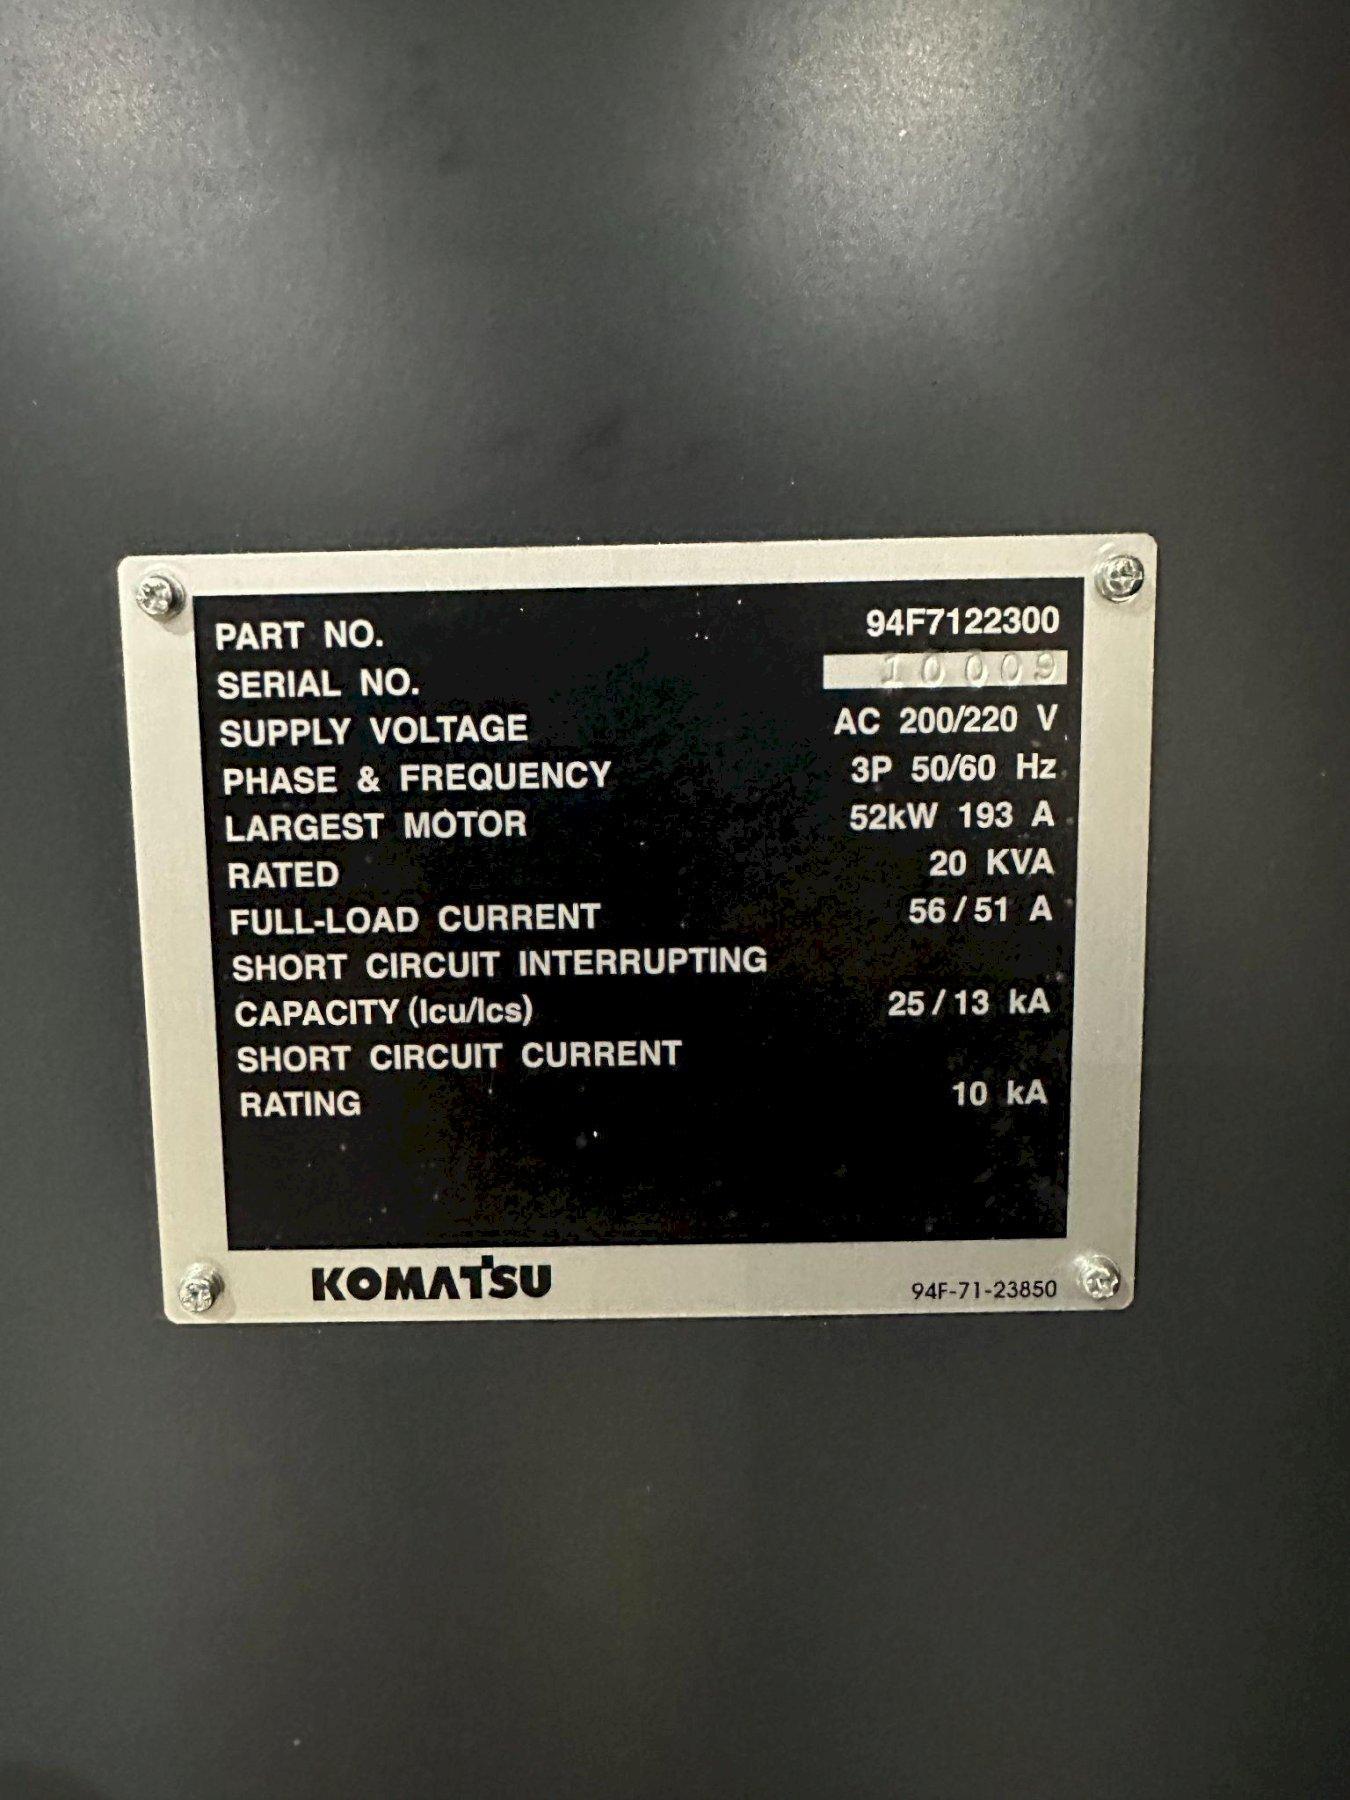 PART NO. 94F7122300
SERIAL NO. 10009
SUPPLY VOLTAGE AC 200/220 V
PHASE & FREQUENCY 3P 50/60 Hz
LARGEST MOTOR 52kW 193 A
RATED 20 KVA
FULL-LOAD CURRENT 56/51 A
SHORT CIRCUIT INTERRUPTING
CAPACITY (Icu/Ics) 25/13 kA
SHORT CIRCUIT CURRENT
RATING 10 kA
KOMATSU 94F-71-23850